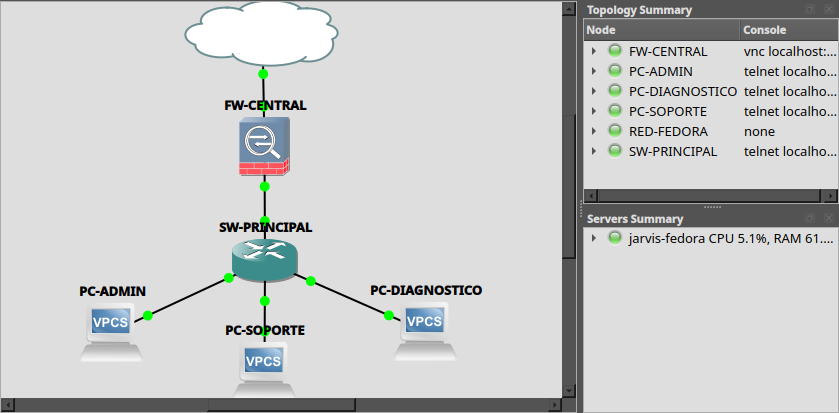 FW-CENTRAL
SW-PRINCIPAL
PC-ADMIN
VPCS
PC-SOPORTE
VPCS
PC-DIAGNOSTICO
VPCS
Topology Summary
Node Console
FW-CENTRAL vnc localhost:...
PC-ADMIN telnet localho...
PC-DIAGNOSTICO telnet localho...
PC-SOPORTE telnet localho...
RED-FEDORA none
SW-PRINCIPAL telnet localho...
Servers Summary
jarvis-fedora CPU 5.1%, RAM 61....